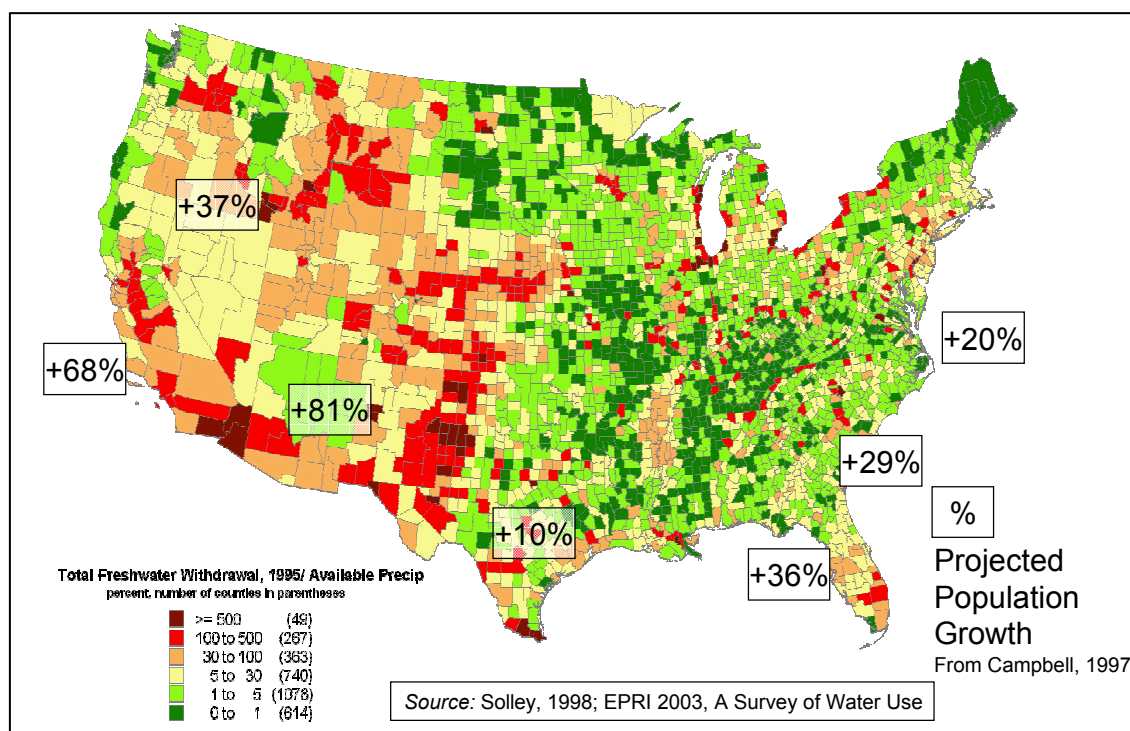 +37%
+68%
+81%
+20%
+29%
+10%
+36%
%
Projected
Population
Growth
From Campbell, 1997
Total Freshwater Withdrawal, 1995/ Available Precip
percent, number of counties in parentheses
>= 500 (49)
100 to 500 (267)
30 to 100 (363)
5 to 30 (740)
1 to 5 (1078)
0 to 1 (614)
Source: Solley, 1998; EPRI 2003, A Survey of Water Use